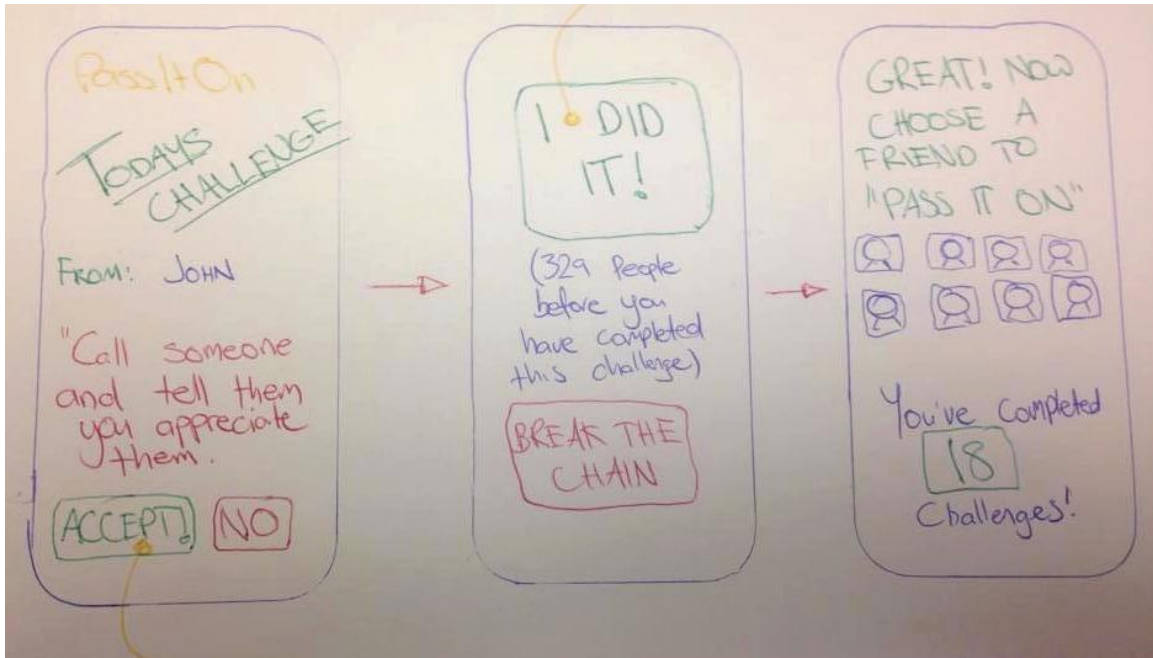 PassItOn
TODAYS
CHALLENGE
FROM: JOHN
"Call someone
and tell them
you appreciate
them.
ACCEPT!
NO
I DID
IT!
(329 People
before you
have completed
this challenge)
BREAK THE
CHAIN
GREAT! NOW
CHOOSE A
FRIEND TO
"PASS IT ON"
You've Completed
18
Challenges!